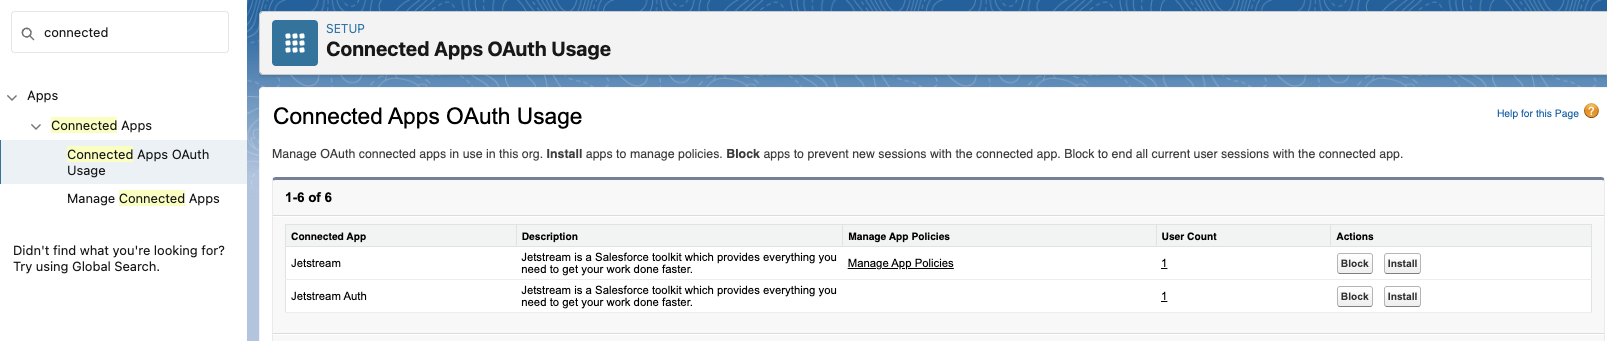 connected
Apps
Connected Apps
Connected Apps OAuth
Usage
Manage Connected Apps
Didn't find what you're looking for?
Try using Global Search.
SETUP
Connected Apps OAuth Usage
Connected Apps OAuth Usage
Help for this Page ?
Manage OAuth connected apps in use in this org. Install apps to manage policies. Block apps to prevent new sessions with the connected app. Block to end all current user sessions with the connected app.
1-6 of 6
Connected App Description Manage App Policies User Count Actions
Jetstream Jetstream is a Salesforce toolkit which provides everything you
need to get your work done faster. Manage App Policies 1 Block Install
Jetstream Auth Jetstream is a Salesforce toolkit which provides everything you
need to get your work done faster. 1 Block Install